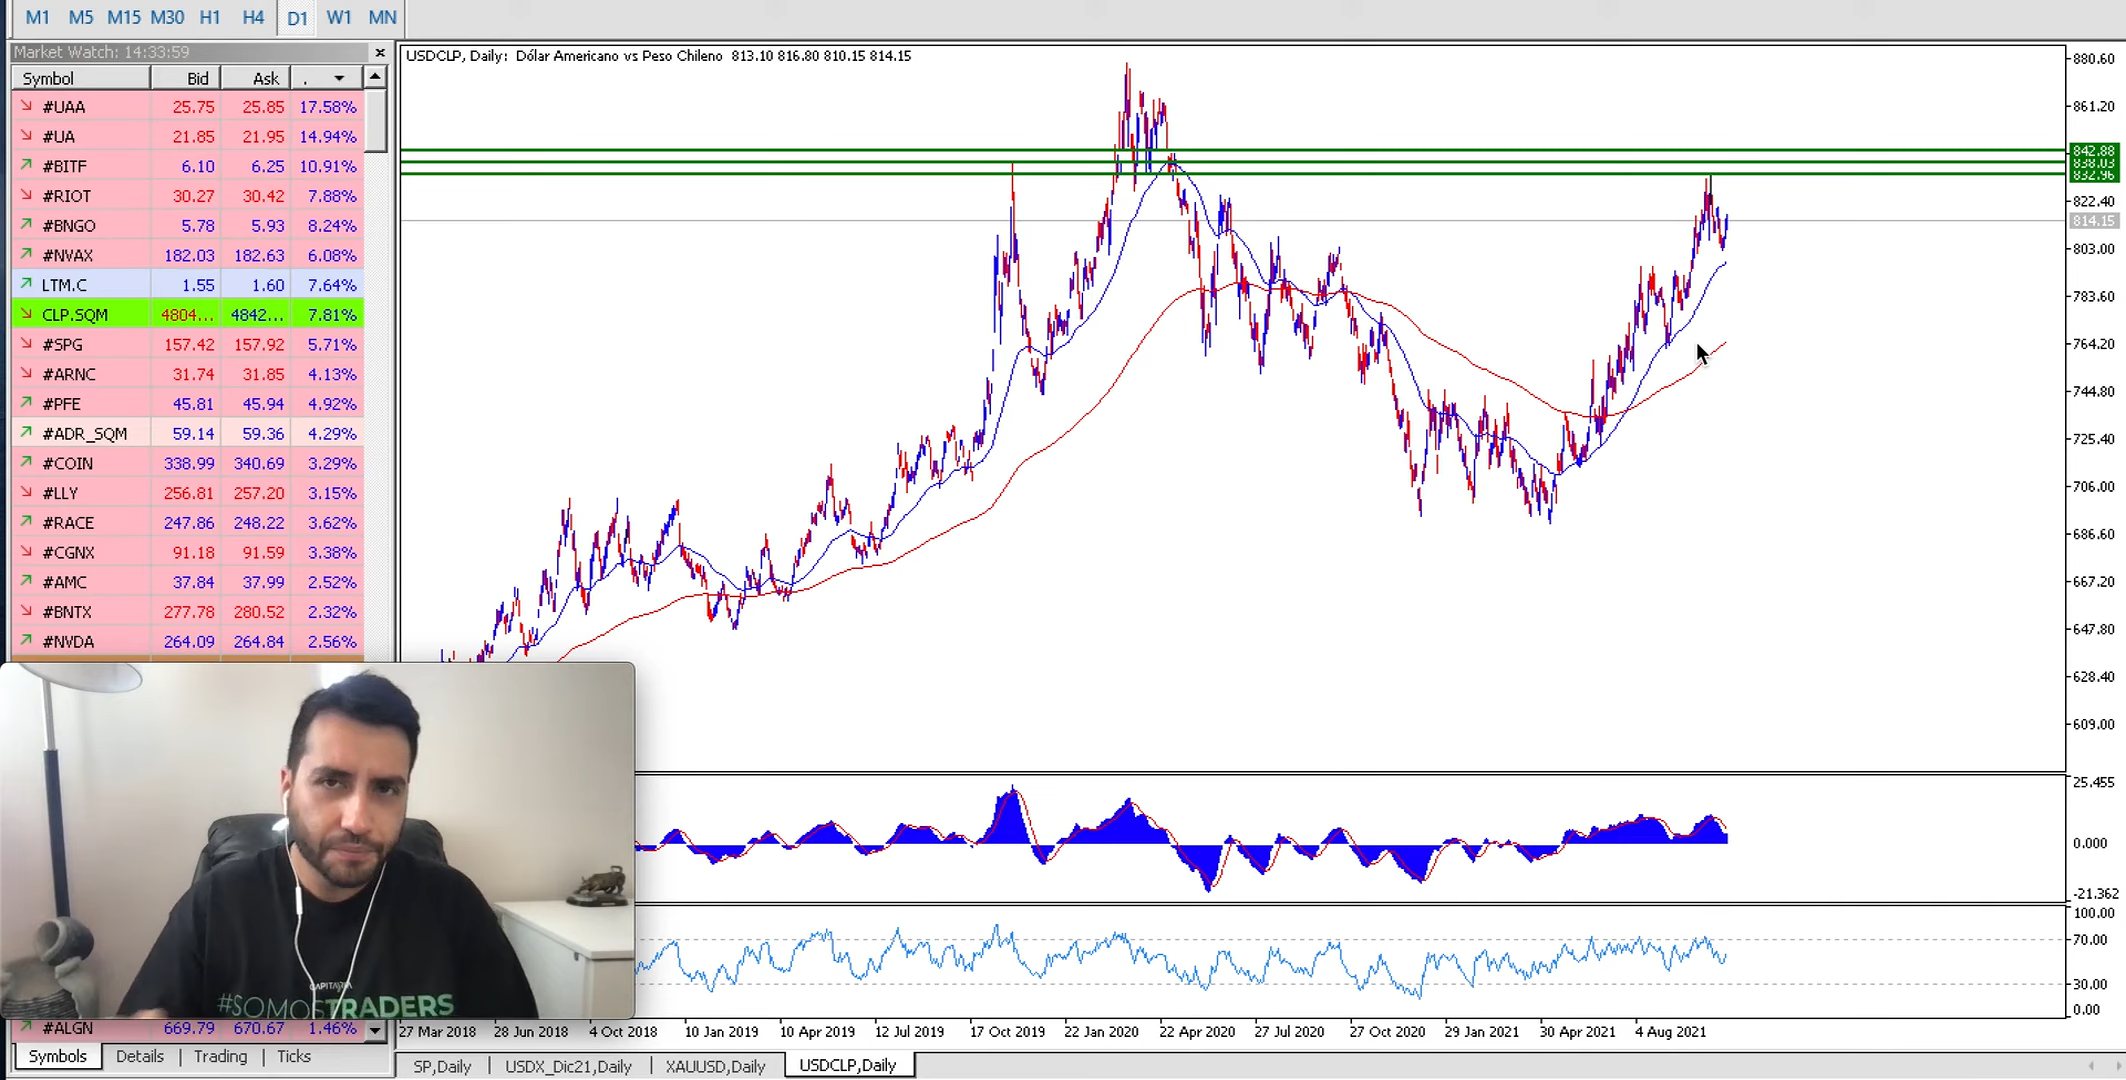 M1 M5 M15 M30 H1 H4 D1 W1 MN
Market Watch: 14:33:59
Symbol Bid Ask .
#UAA 25.75 25.85 17.58%
#UA 21.85 21.95 14.94%
#BITF 6.10 6.25 10.91%
#RIOT 30.27 30.42 7.88%
#BNGO 5.78 5.93 8.24%
#NVAX 182.03 182.63 6.08%
LTM.C 1.55 1.60 7.64%
CLP.SQM 4804... 4842... 7.81%
#SPG 157.42 157.92 5.71%
#ARNC 31.74 31.85 4.13%
#PFE 45.81 45.94 4.92%
#ADR_SQM 59.14 59.36 4.29%
#COIN 338.99 340.69 3.29%
#LLY 256.81 257.20 3.15%
#RACE 247.86 248.22 3.62%
#CGNX 91.18 91.59 3.38%
#AMC 37.84 37.99 2.52%
#BNTX 277.78 280.52 2.32%
#NVDA 264.09 264.84 2.56%
#ALGN 669.79 670.67 1.46%
Symbols Details Trading Ticks
USDCLP, Daily: Dólar Americano vs Peso Chileno 813.10 816.80 810.15 814.15
880.60
861.20
842.88
838.03
832.96
822.40
814.15
803.00
783.60
764.20
744.80
725.40
706.00
686.60
667.20
647.80
628.40
609.00
25.455
0.000
-21.362
100.00
70.00
30.00
0.00
27 Mar 2018 28 Jun 2018 4 Oct 2018 10 Jan 2019 10 Apr 2019 12 Jul 2019 17 Oct 2019 22 Jan 2020 22 Apr 2020 27 Jul 2020 27 Oct 2020 29 Jan 2021 30 Apr 2021 4 Aug 2021
SP,Daily USDX_Dic21,Daily XAUUSD,Daily USDCLP,Daily
CAPITARIA
#SOMOSTRADERS